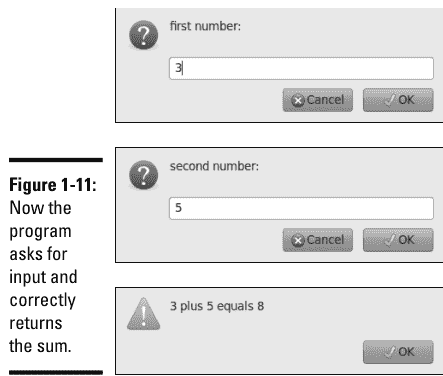 first number:
3
Cancel OK
second number:
5
Cancel OK
3 plus 5 equals 8
OK
Figure 1-11:
Now the
program
asks for
input and
correctly
returns
the sum.